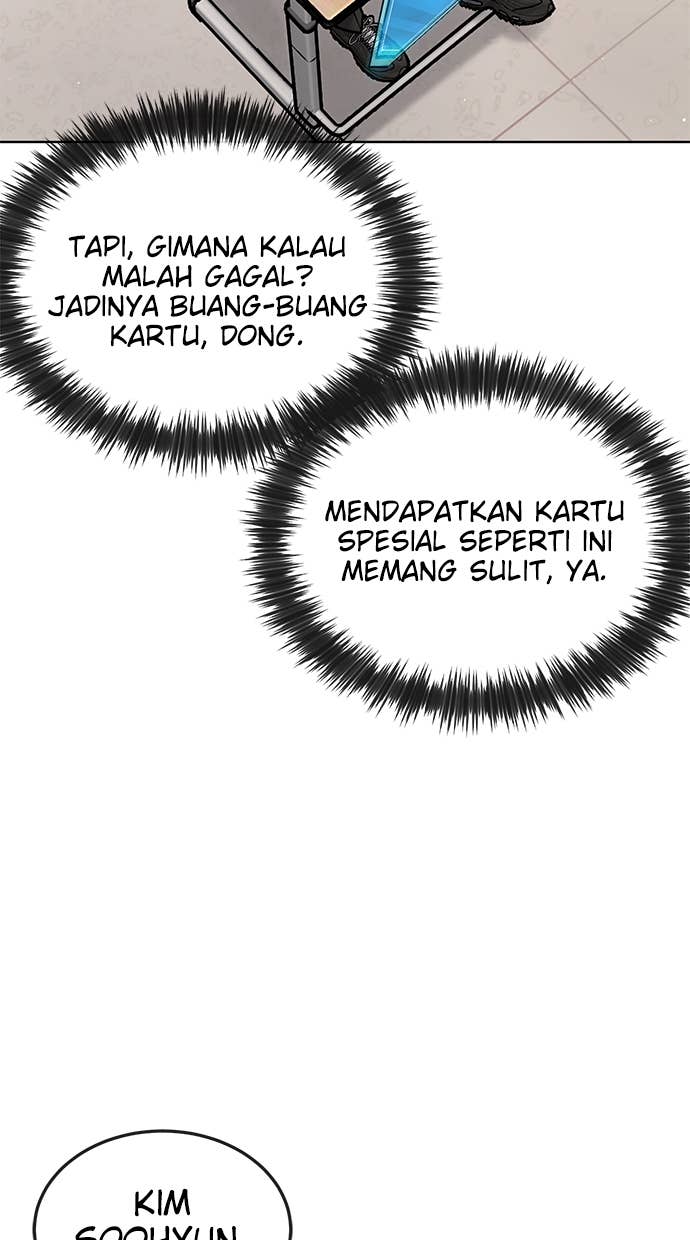 TAPI, GIMANA KALAU
MALAH GAGAL?
JADINYA BUANG-BUANG
KARTU, DONG.
MENDAPATKAN KARTU
SPESIAL SEPERTI INI
MEMANG SULIT, YA.
KIM
SOOHYUN